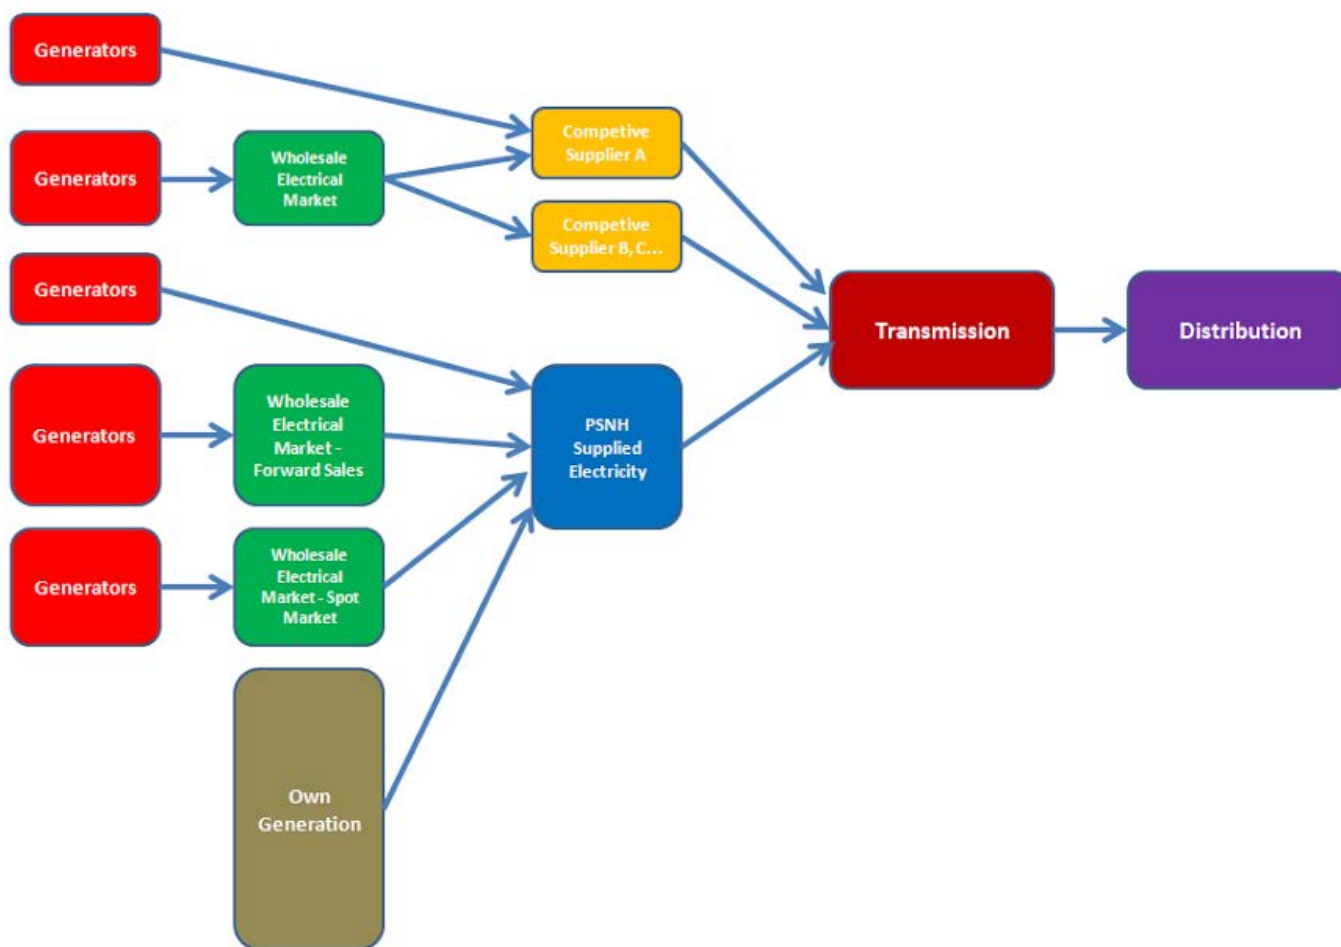 Generators
Generators
Wholesale
Electrical
Market
Competive
Supplier A
Competive
Supplier B, C...
Generators
Generators
Wholesale
Electrical
Market -
Forward Sales
PSNH
Supplied
Electricity
Transmission
Distribution
Generators
Wholesale
Electrical
Market - Spot
Market
Own
Generation